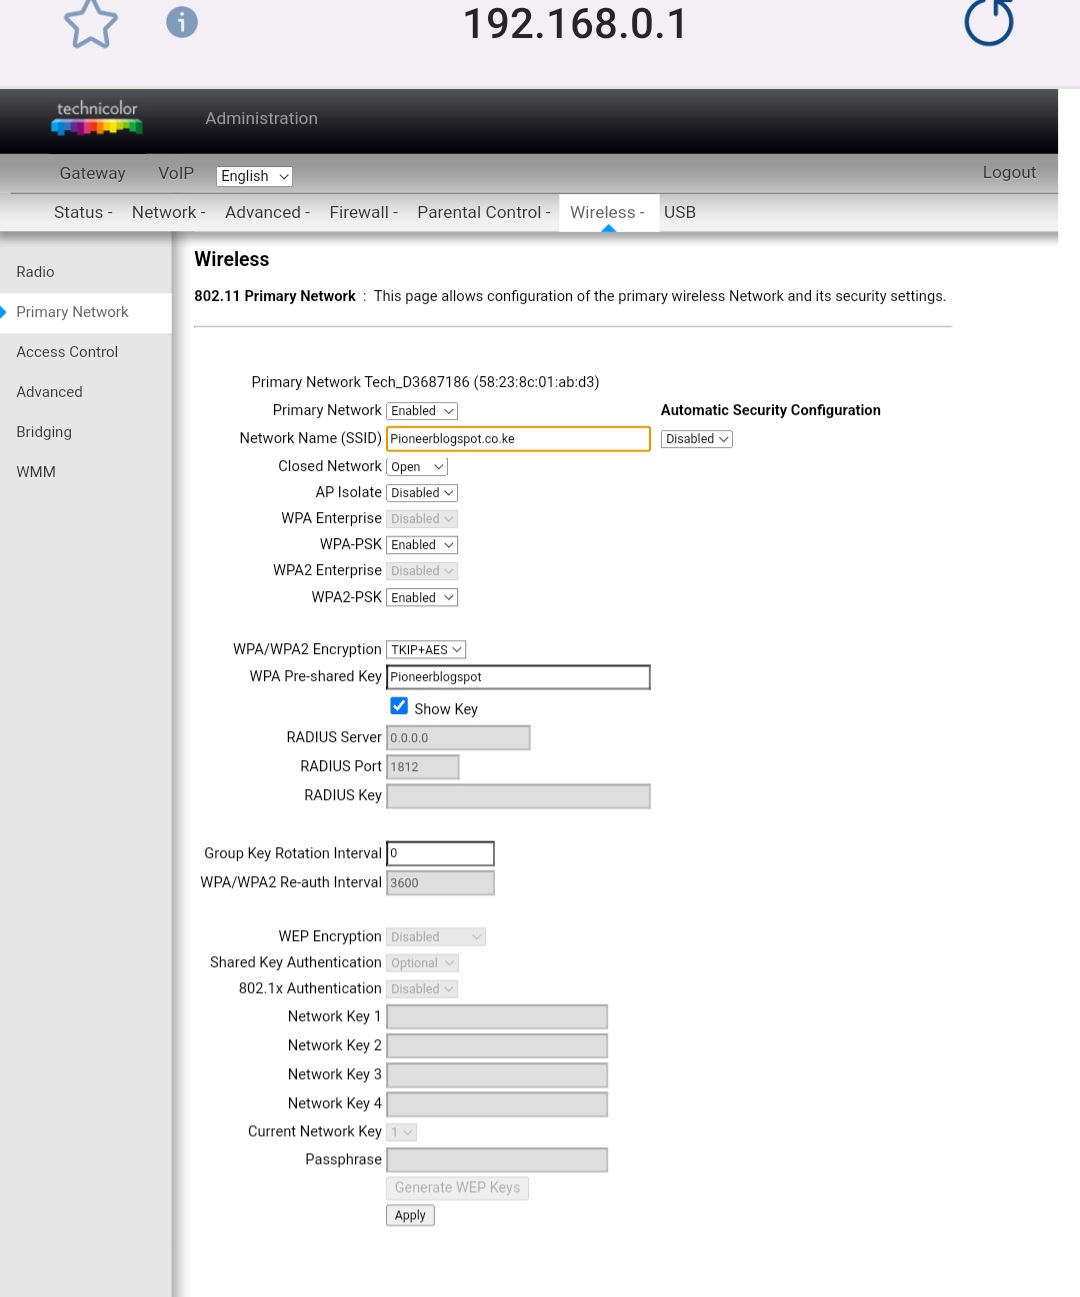 192.168.0.1
technicolor
Administration
Gateway VoIP English Logout
Status - Network - Advanced - Firewall - Parental Control - Wireless - USB
Radio
Primary Network
Access Control
Advanced
Bridging
WMM
Wireless
802.11 Primary Network : This page allows configuration of the primary wireless Network and its security settings.
Primary Network Tech_D3687186 (58:23:8c:01:ab:d3)
Primary Network Enabled Automatic Security Configuration
Network Name (SSID) Pioneerblogspot.co.ke Disabled
Closed Network Open
AP Isolate Disabled
WPA Enterprise Disabled
WPA-PSK Enabled
WPA2 Enterprise Disabled
WPA2-PSK Enabled
WPA/WPA2 Encryption TKIP+AES
WPA Pre-shared Key Pioneerblogspot
Show Key
RADIUS Server 0.0.0.0
RADIUS Port 1812
RADIUS Key
Group Key Rotation Interval 0
WPA/WPA2 Re-auth Interval 3600
WEP Encryption Disabled
Shared Key Authentication Optional
802.1x Authentication Disabled
Network Key 1
Network Key 2
Network Key 3
Network Key 4
Current Network Key 1
Passphrase
Generate WEP Keys
Apply